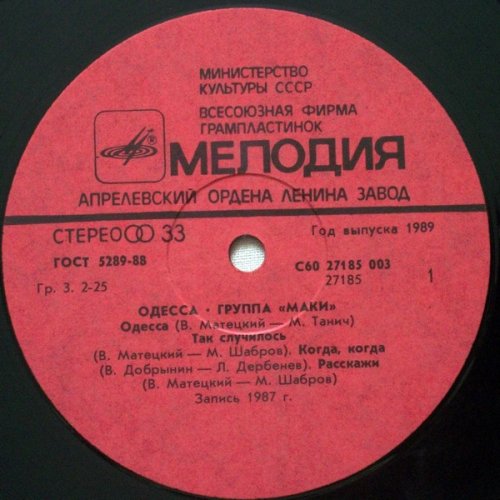 МИНИСТЕРСТВО
КУЛЬТУРЫ СССР
ВСЕСОЮЗНАЯ ФИРМА
ГРАМПЛАСТИНОК
МЕЛОДИЯ
АПРЕЛЕВСКИЙ ОРДЕНА ЛЕНИНА ЗАВОД
СТЕРЕО 33
Год выпуска 1989
ГОСТ 5289-88
С60 27185 003
Гр. 3. 2-25
27185
1
ОДЕССА · ГРУППА «МАКИ»
Одесса (В. Матецкий — М. Танич)
Так случилось
(В. Матецкий — М. Шабров). Когда, когда
(В. Добрынин — Л. Дербенев). Расскажи
(В. Матецкий — М. Шабров)
Запись 1987 г.